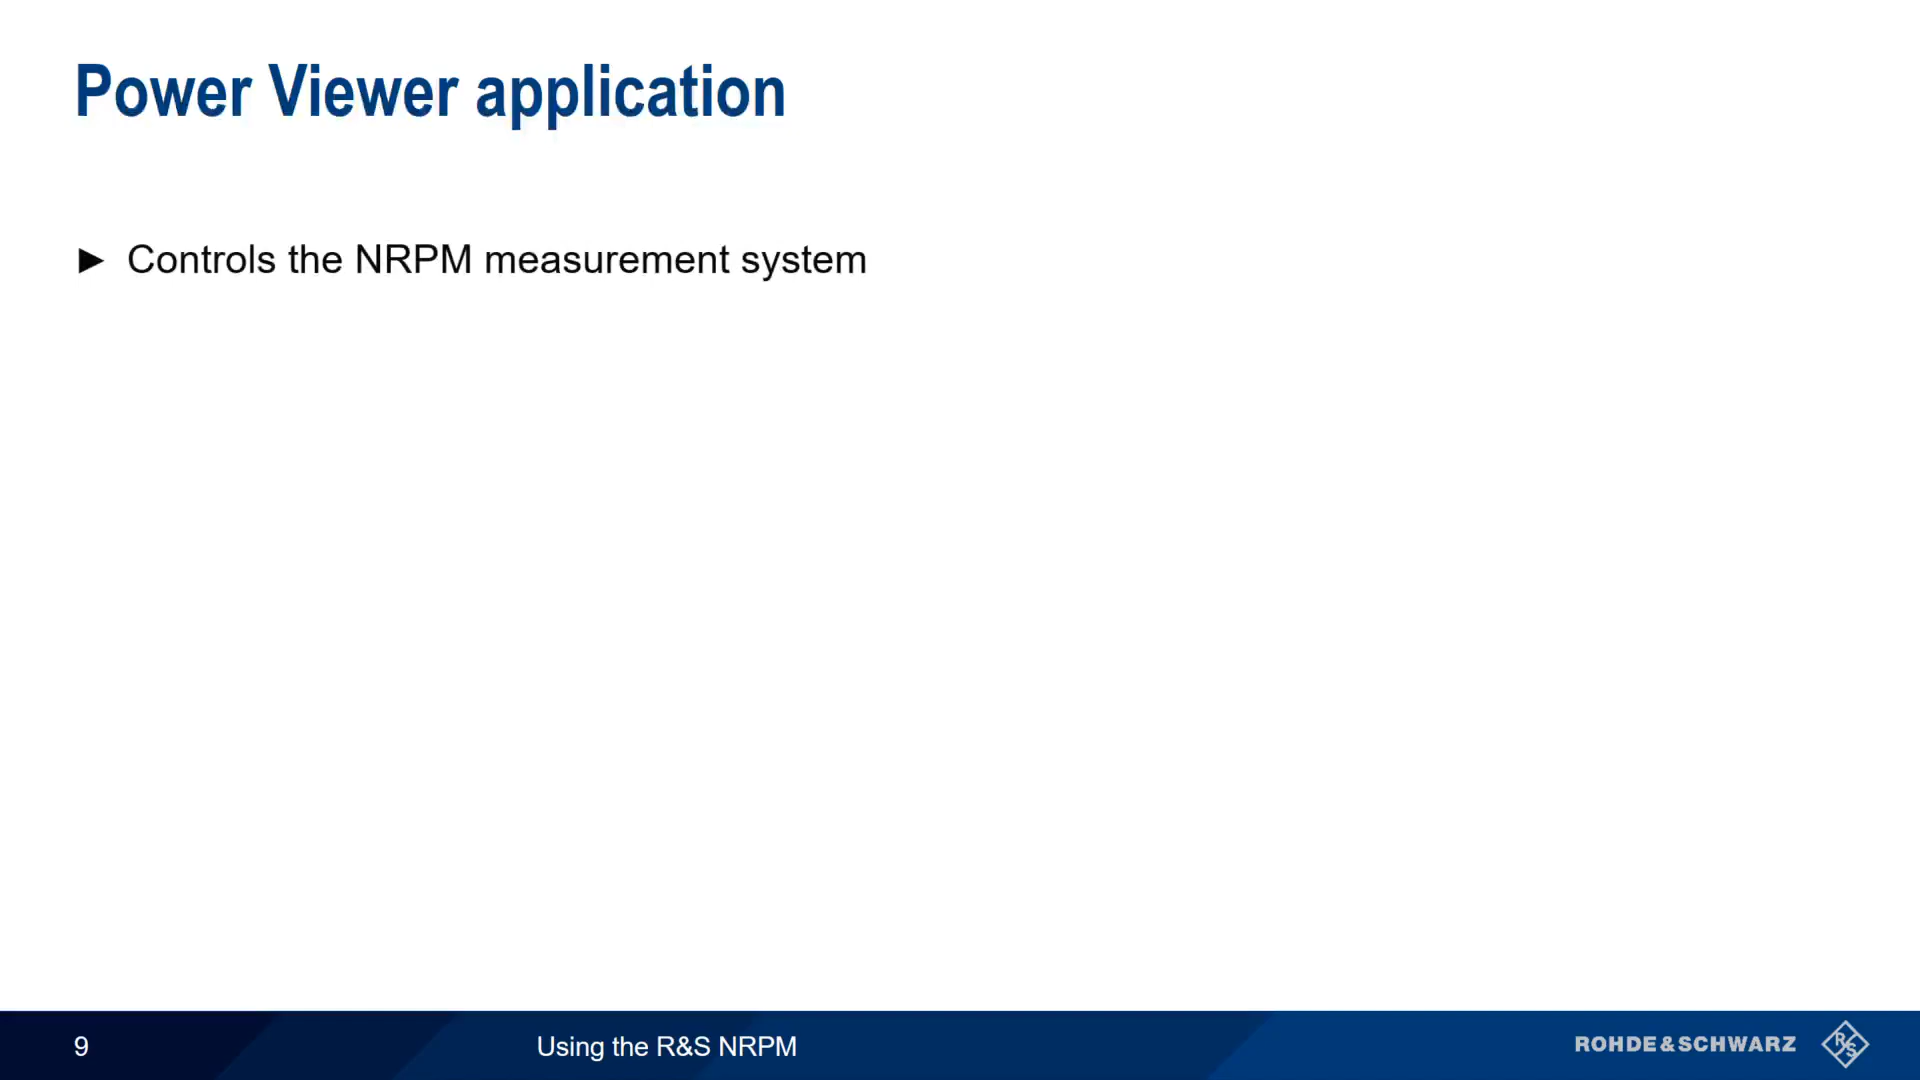 Power Viewer application
► Controls the NRPM measurement system
9
Using the R&S NRPM
ROHDE&SCHWARZ
R&S